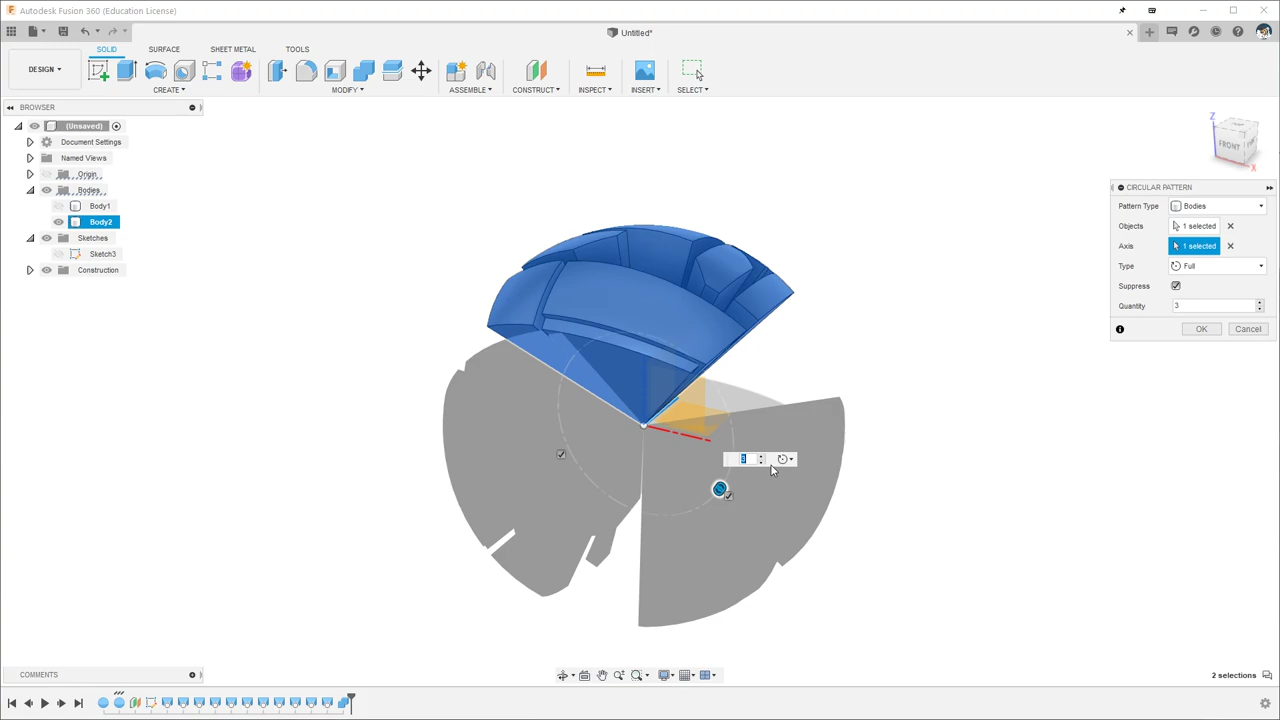 Autodesk Fusion 360 (Education License)
Untitled*
DESIGN
SOLID SURFACE SHEET METAL TOOLS
CREATE MODIFY ASSEMBLE CONSTRUCT INSPECT INSERT SELECT
BROWSER
(Unsaved)
Document Settings
Named Views
Origin
Bodies
Body1
Body2
Sketches
Sketch3
Construction
Z
FRONT
X
CIRCULAR PATTERN
Pattern Type Bodies
Objects 1 selected
Axis 1 selected
Type Full
Suppress
Quantity 3
OK Cancel
3
COMMENTS
2 selections